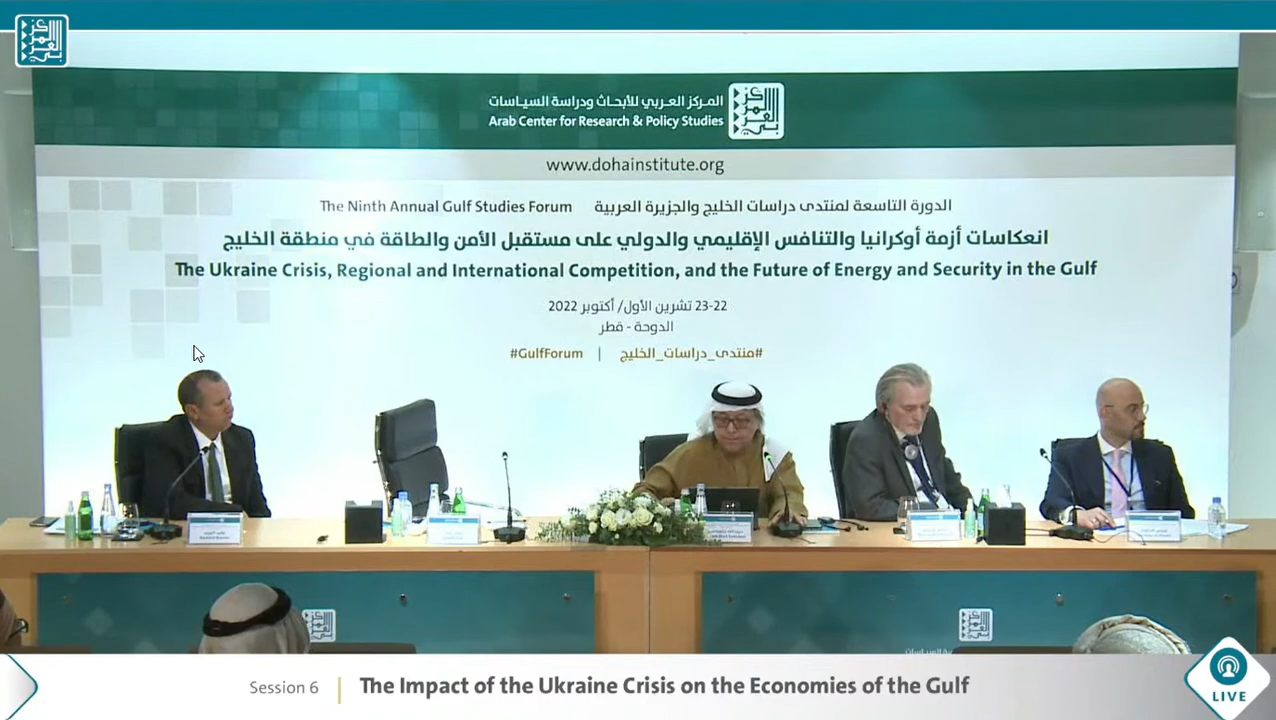 المركز العربي للأبحاث ودراسة السياسات
Arab Center for Research & Policy Studies
www.dohainstitute.org
The Ninth Annual Gulf Studies Forum الدورة التاسعة لمنتدى دراسات الخليج والجزيرة العربية
انعكاسات أزمة أوكرانيا والتنافس الإقليمي والدولي على مستقبل الأمن والطاقة في منطقة الخليج
The Ukraine Crisis, Regional and International Competition, and the Future of Energy and Security in the Gulf
22-23 تشرين الأول/ أكتوبر 2022
الدوحة - قطر
#GulfForum | #منتدى_دراسات_الخليج
Session 6 | The Impact of the Ukraine Crisis on the Economies of the Gulf
LIVE